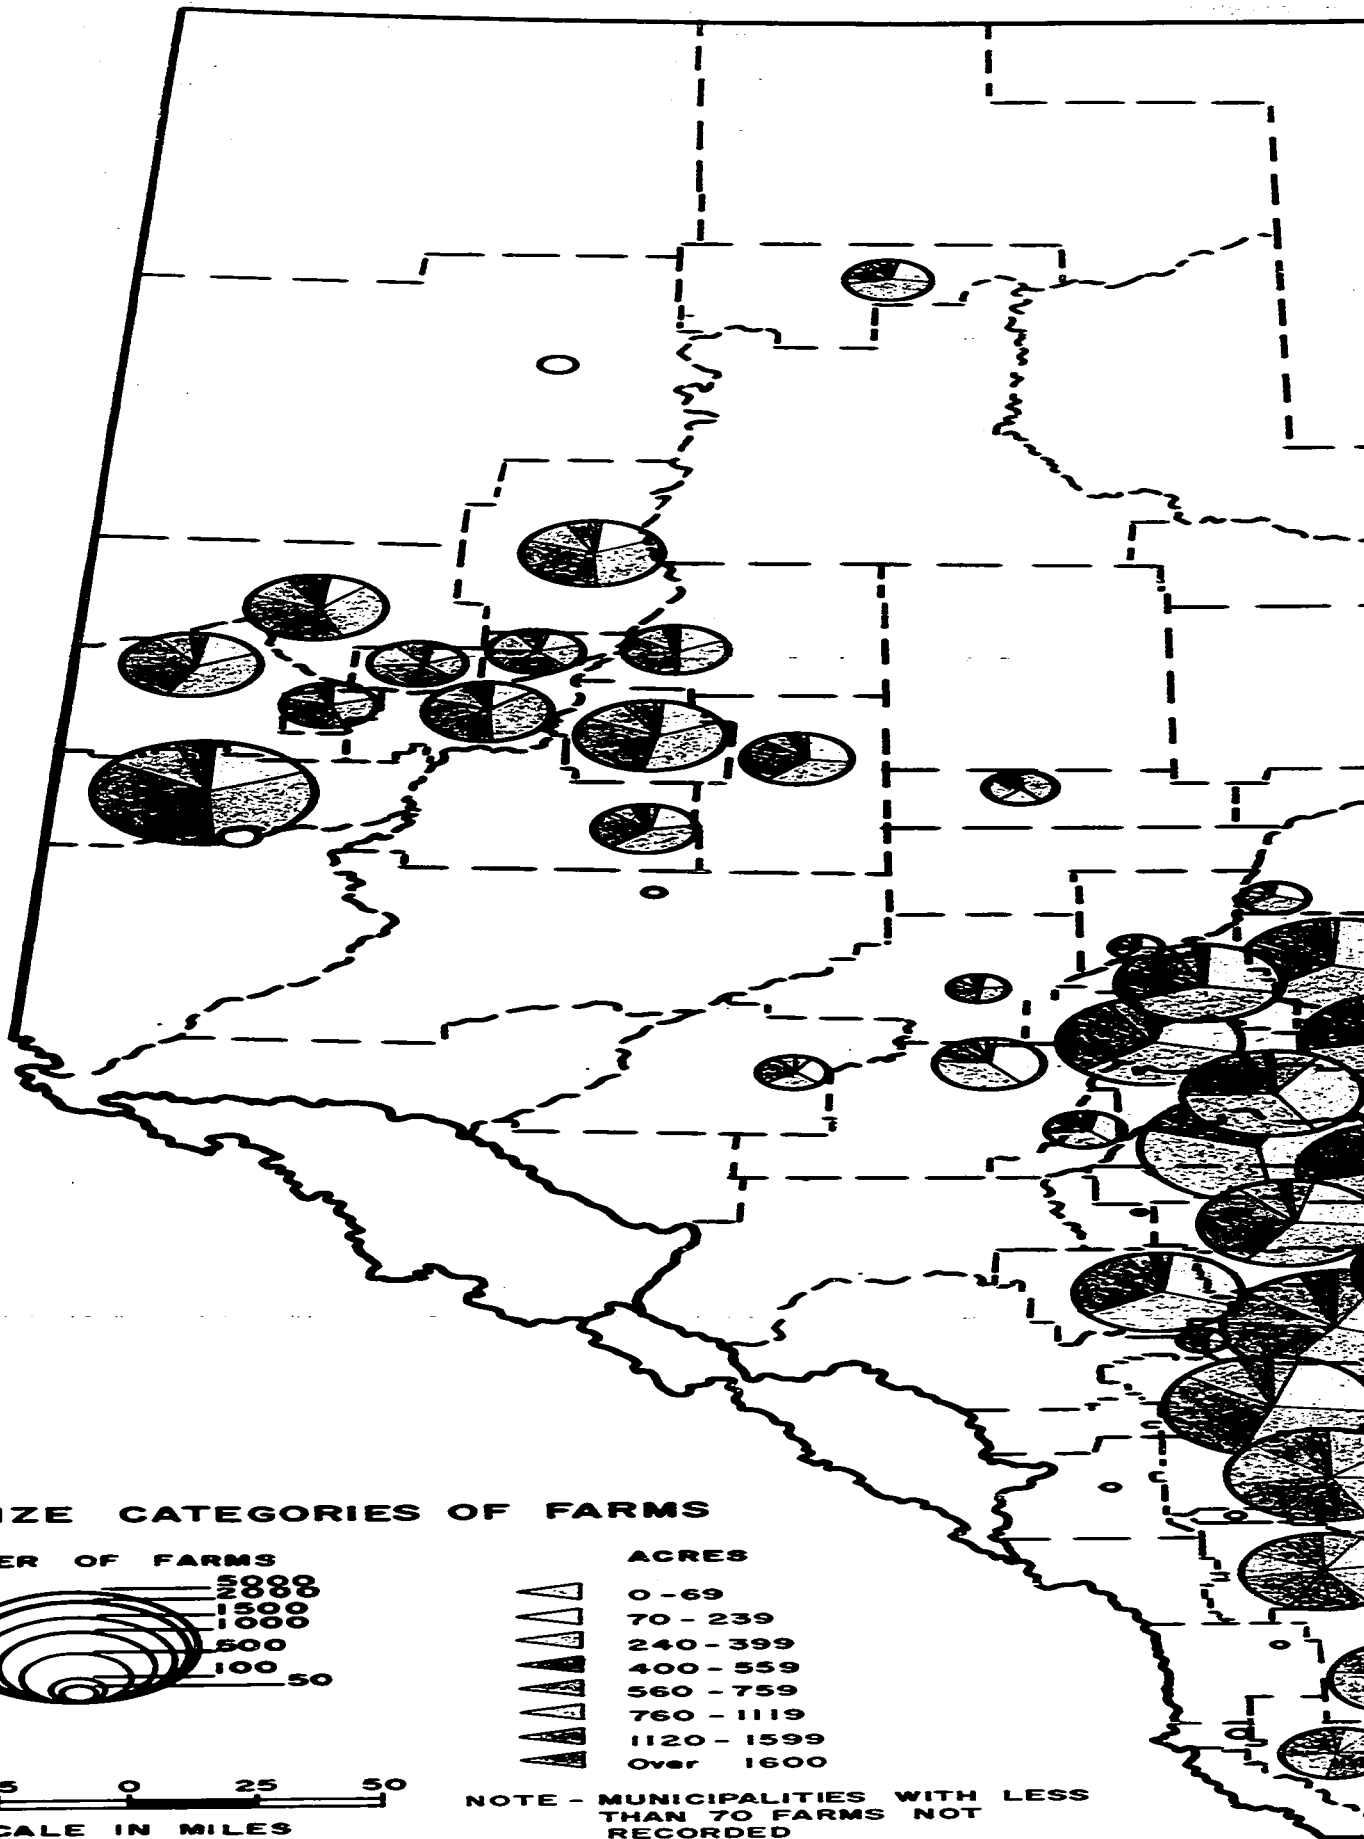 IZE CATEGORIES OF FARMS
ER OF FARMS
5000
2000
1500
1000
500
100
50
ACRES
0-69
70-239
240-399
400-559
560-759
760-1119
1120-1599
Over 1600
5 0 25 50
CALE IN MILES
NOTE - MUNICIPALITIES WITH LESS
THAN 70 FARMS NOT
RECORDED